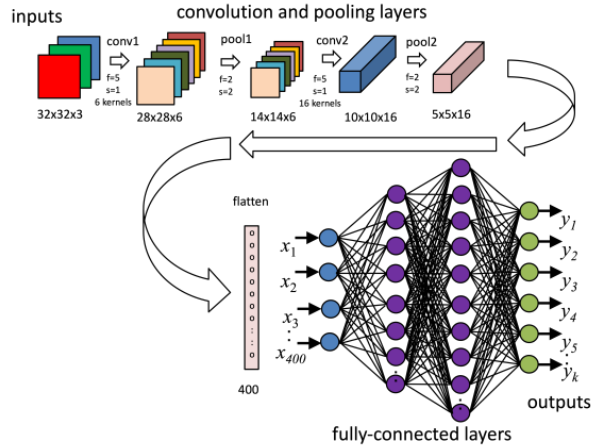 inputs
convolution and pooling layers
conv1
pool1
conv2
pool2
f=5
s=1
6 kernels
f=2
s=2
f=5
s=1
16 kernels
f=2
s=2
32x32x3
28x28x6
14x14x6
10x10x16
5x5x16
flatten
o
o
o
o
o
o
o
o
:
:
o
400
x1
x2
x3
:
x400
y1
y2
y3
y4
y5
yk
outputs
fully-connected layers